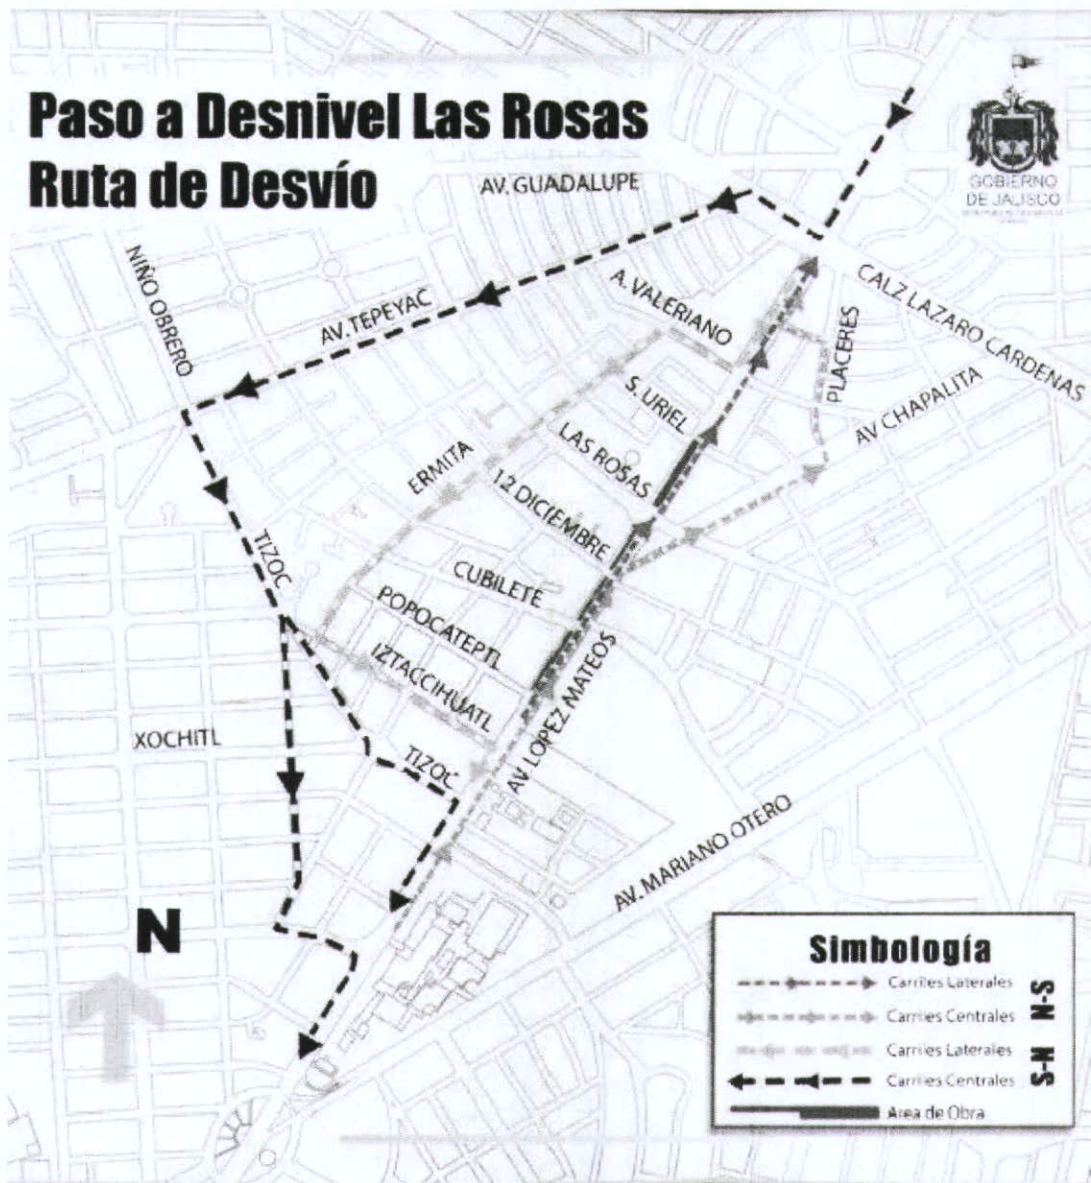 Paso a Desnivel Las Rosas
Ruta de Desvío
GOBIERNO
DE JALISCO
AV. GUADALUPE
NIÑO OBRERO
AV. TEPEYAC
A. VALERIANO
CALZ LAZARO CARDENAS
PLACERES
S. URIEL
AV CHAPALITA
LAS ROSAS
ERMITA
12 DICIEMBRE
TIZOC
CUBILETE
POPOCATEPTL
IZTACCIHUATL
AV. LOPEZ MATEOS
XOCHITL
TIZOC
AV. MARIANO OTERO
N
Simbología
Carriles Laterales
Carriles Centrales
N-S
Carriles Laterales
Carriles Centrales
S-N
Area de Obra